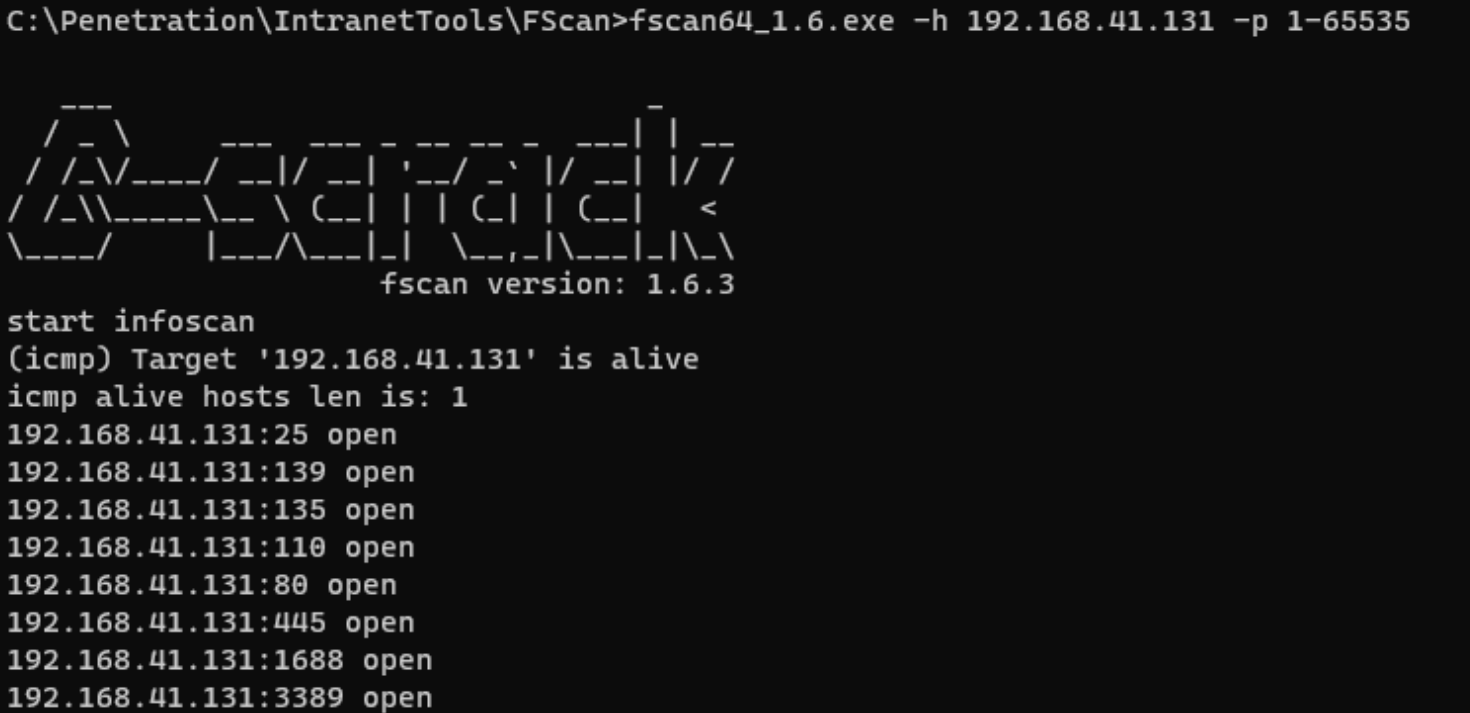 C:\Penetration\IntranetTools\FScan>fscan64_1.6.exe -h 192.168.41.131 -p 1-65535
   ___                              _
  / _ \     ___  ___ _ __ __ _  ___| | __
 / /_\/____/ __|/ __| '__/ _` |/ __| |/ /
/ /_\\_____\__ \ (__| | | (_| | (__|   <
\____/     |___/\___|_|  \__,_|\___|_|\_\
                     fscan version: 1.6.3
start infoscan
(icmp) Target '192.168.41.131' is alive
icmp alive hosts len is: 1
192.168.41.131:25 open
192.168.41.131:139 open
192.168.41.131:135 open
192.168.41.131:110 open
192.168.41.131:80 open
192.168.41.131:445 open
192.168.41.131:1688 open
192.168.41.131:3389 open